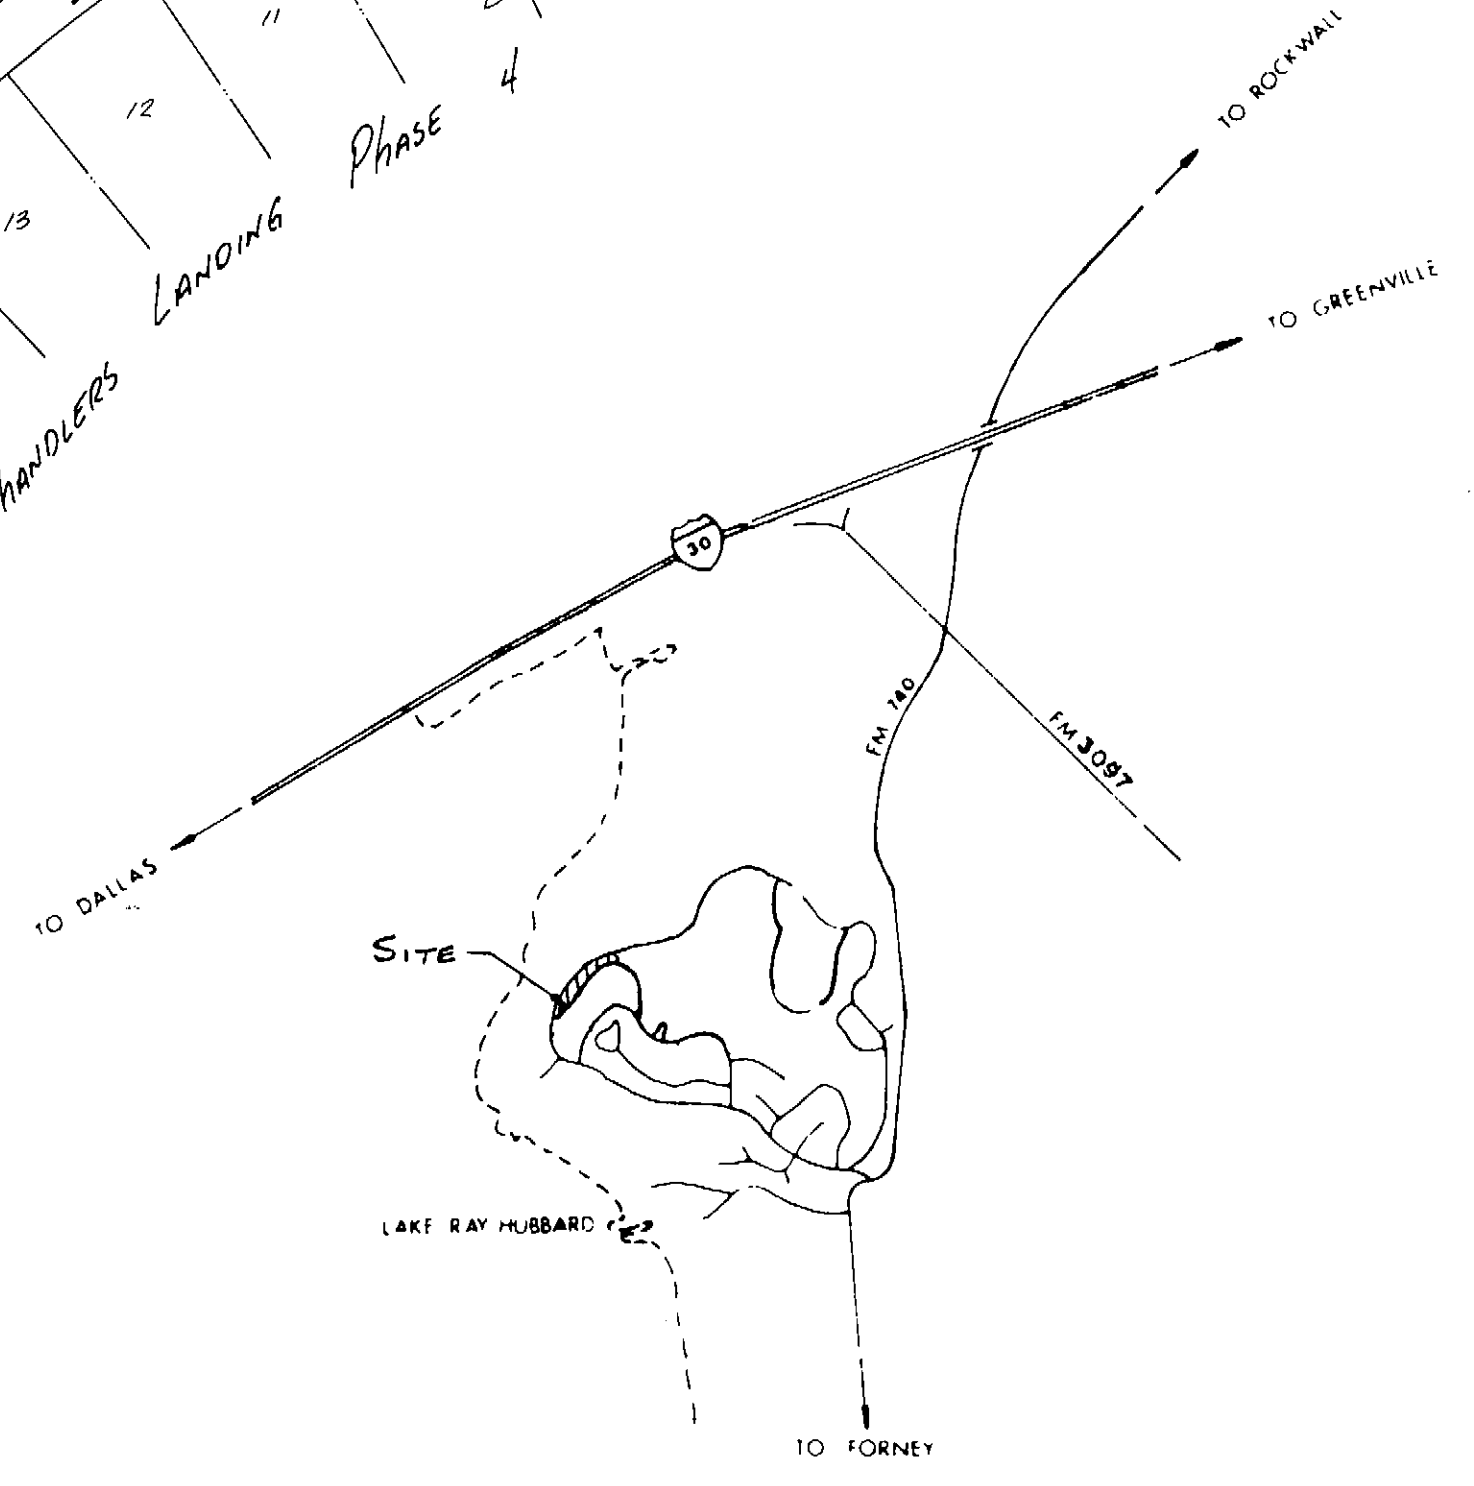 11
12
13
HANDLERS LANDING PHASE 4
TO ROCKWALL
TO GREENVILLE
30
FM 740
FM 3097
TO DALLAS
SITE
LAKE RAY HUBBARD
TO FORNEY